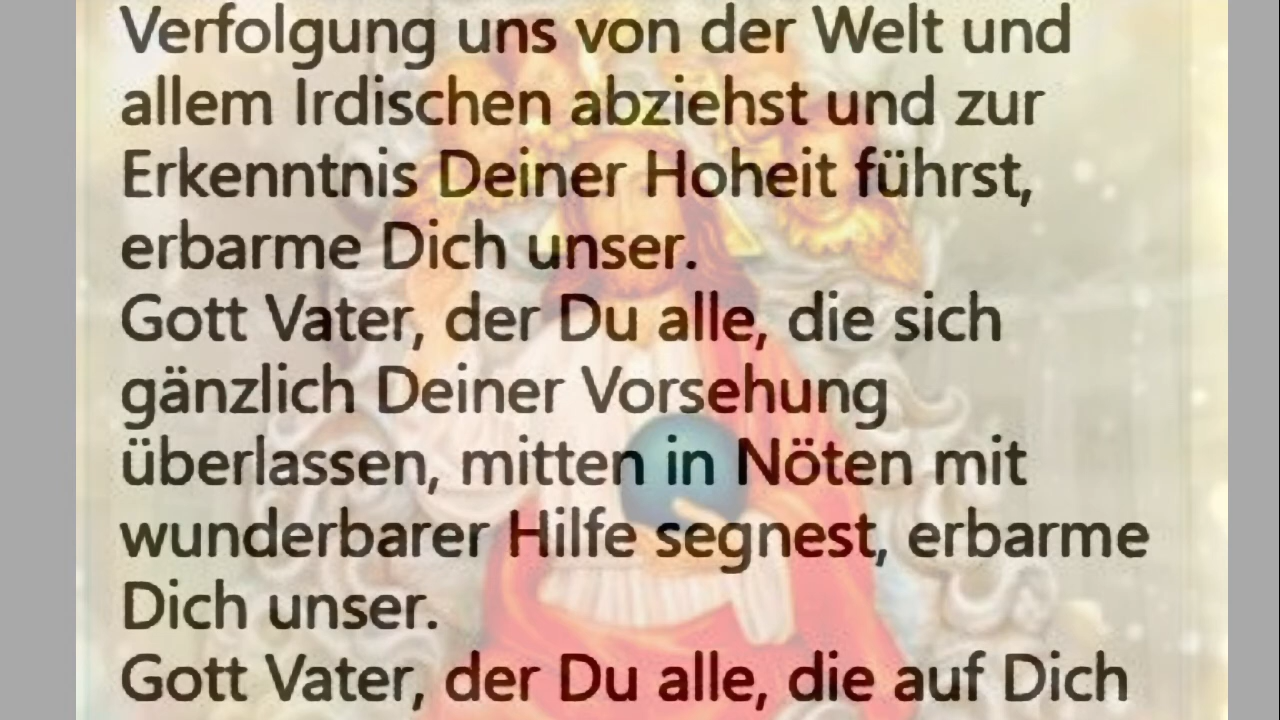 Verfolgung uns von der Welt und
allem Irdischen abziehst und zur
Erkenntnis Deiner Hoheit führst,
erbarme Dich unser.
Gott Vater, der Du alle, die sich
gänzlich Deiner Vorsehung
überlassen, mitten in Nöten mit
wunderbarer Hilfe segnest, erbarme
Dich unser.
Gott Vater, der Du alle, die auf Dich